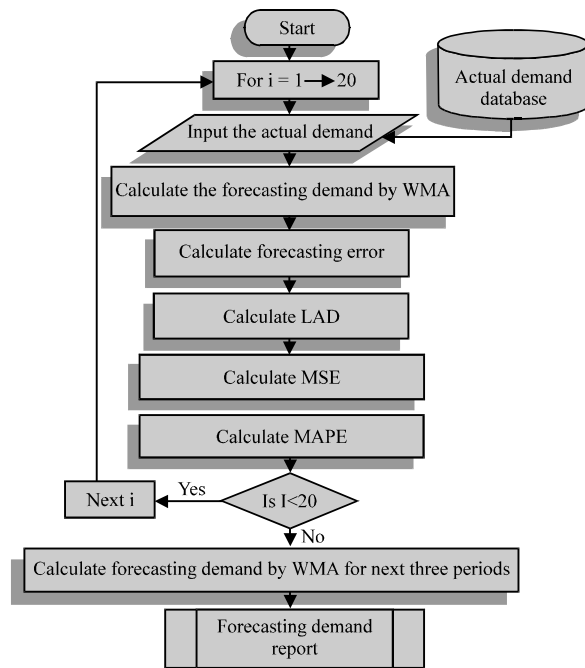 Start
For i = 1→20
Actual demand
database
Input the actual demand
Calculate the forecasting demand by WMA
Calculate forecasting error
Calculate LAD
Calculate MSE
Calculate MAPE
Is I<20
Yes
Next i
No
Calculate forecasting demand by WMA for next three periods
Forecasting demand
report